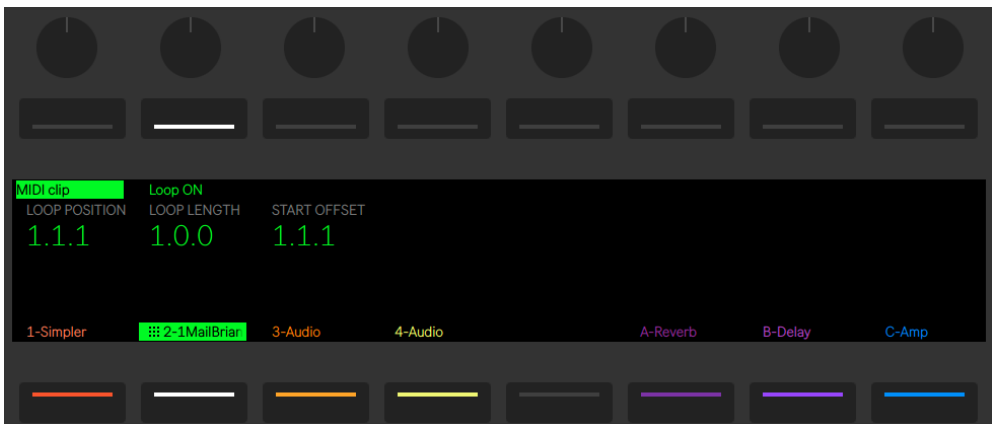 MIDI clip Loop ON
LOOP POSITION LOOP LENGTH START OFFSET
1.1.1 1.0.0 1.1.1
1-Simpler 2-1MailBriar 3-Audio 4-Audio A-Reverb B-Delay C-Amp